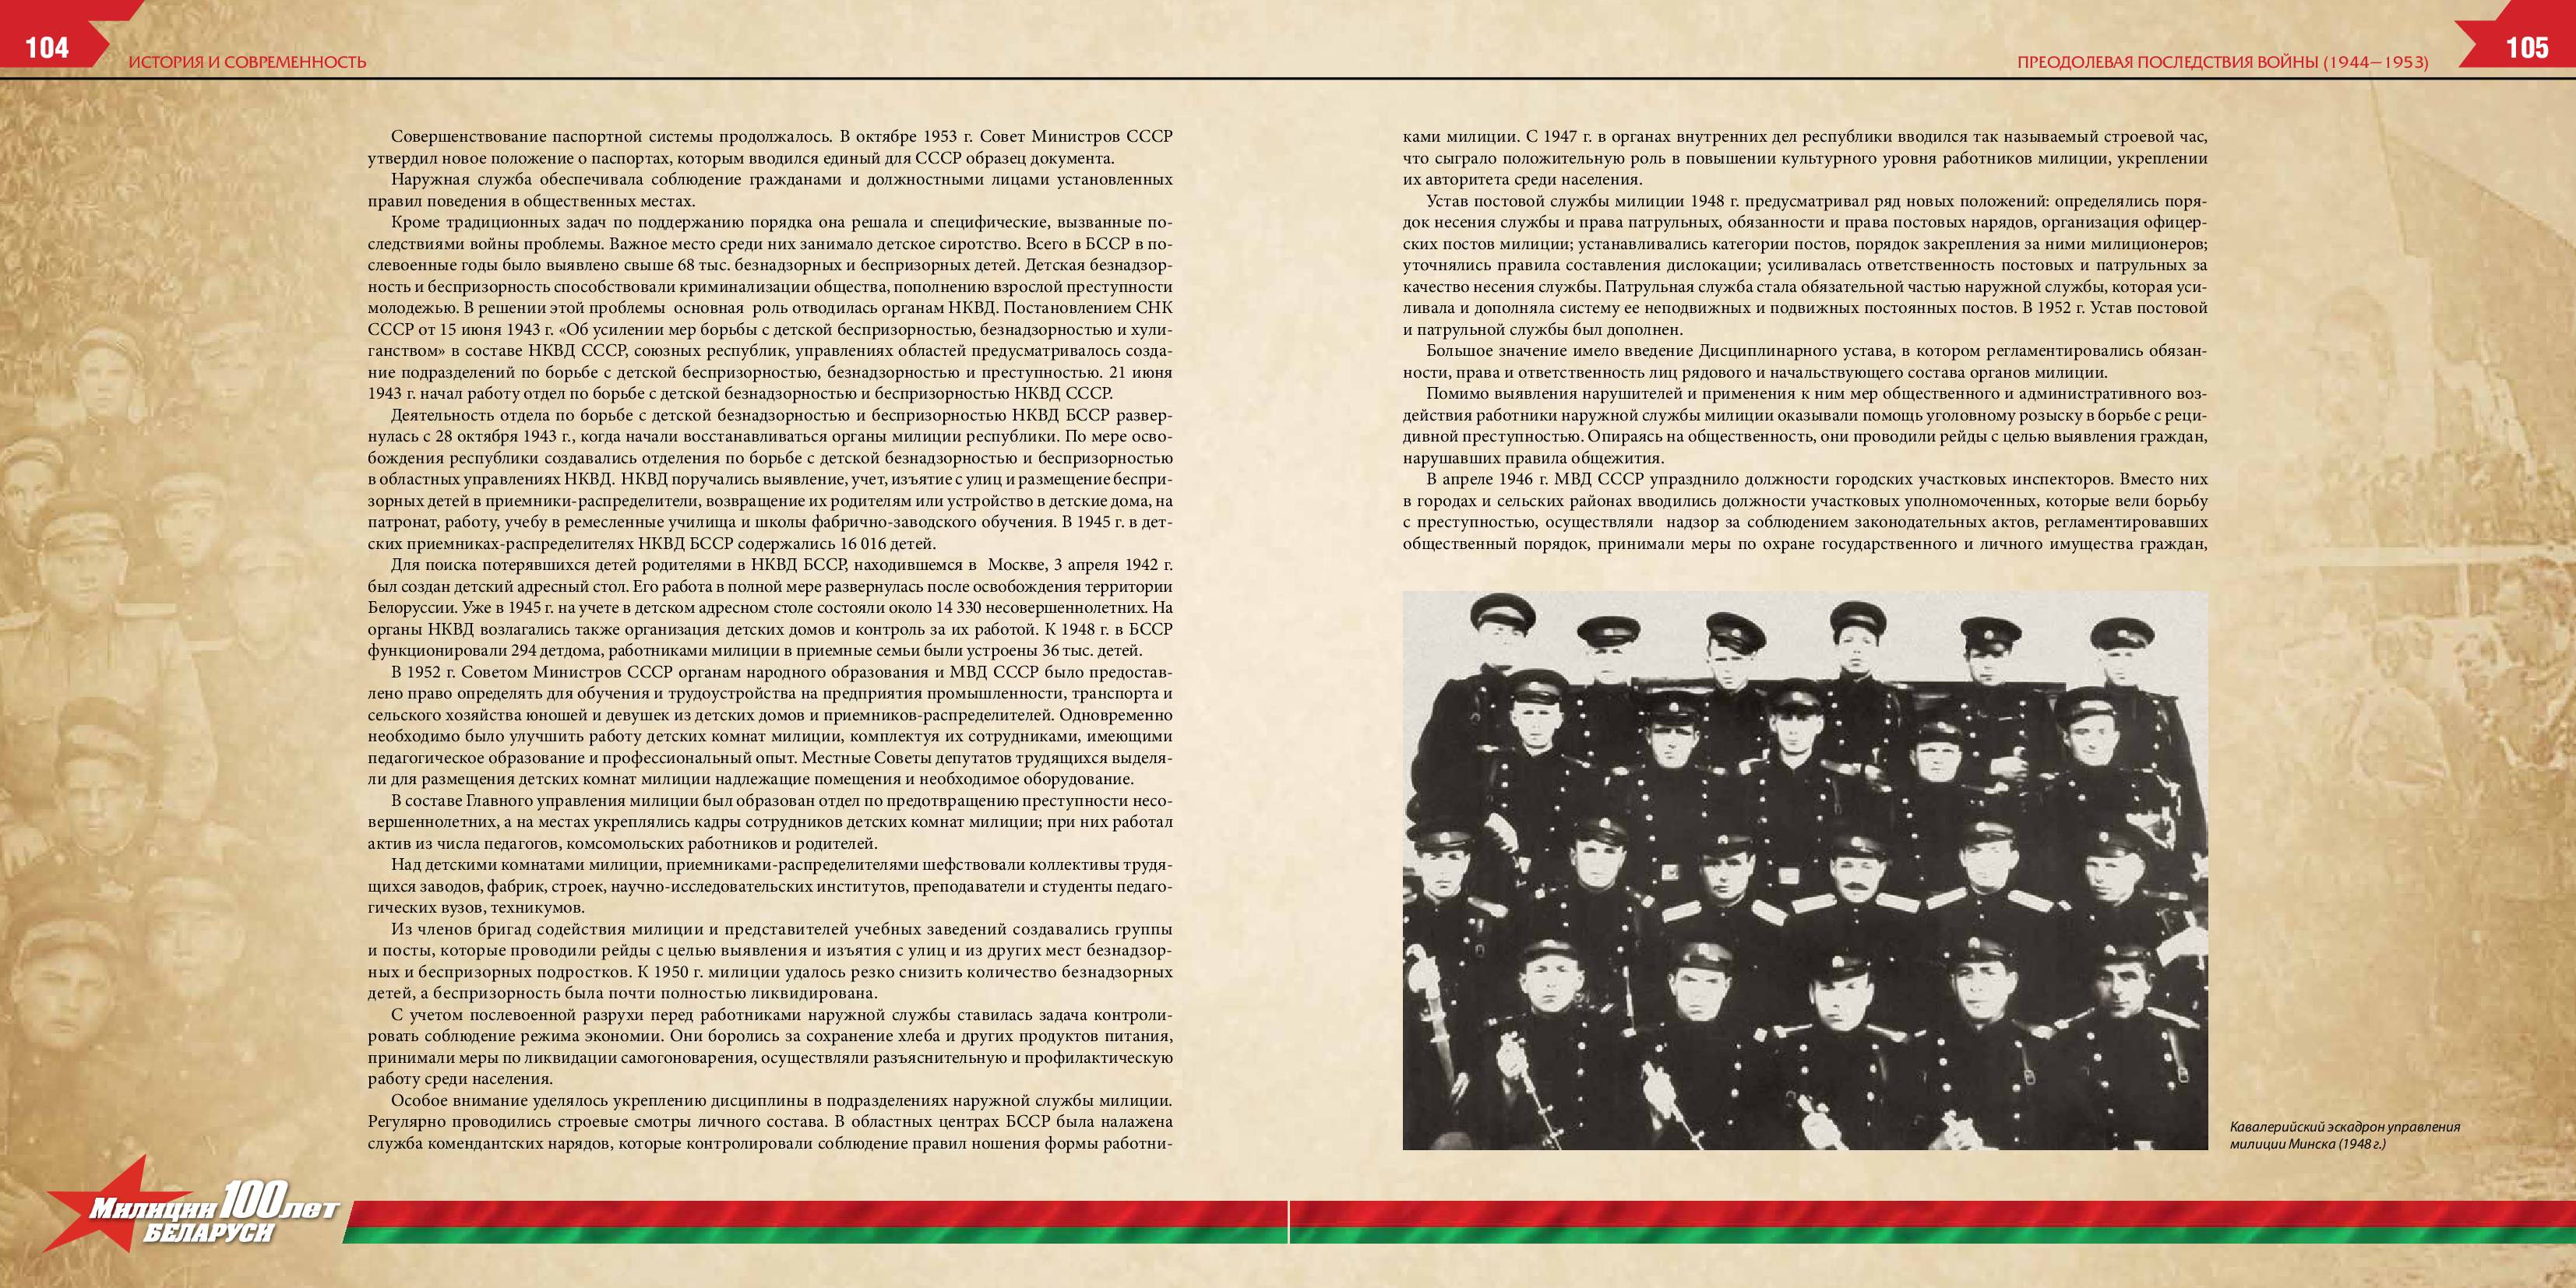 104
ИСТОРИЯ И СОВРЕМЕННОСТЬ
Совершенствование паспортной системы продолжалось. В октябре 1953 г. Совет Министров СССР
утвердил новое положение о паспортах, которым вводился единый для СССР образец документа.
Наружная служба обеспечивала соблюдение гражданами и должностными лицами установленных
правил поведения в общественных местах.
Кроме традиционных задач по поддержанию порядка она решала и специфические, вызванные по-
следствиями войны проблемы. Важное место среди них занимало детское сиротство. Всего в БССР в по-
слевоенные годы было выявлено свыше 68 тыс. безнадзорных и беспризорных детей. Детская безнадзор-
ность и беспризорность способствовали криминализации общества, пополнению взрослой преступности
молодежью. В решении этой проблемы основная роль отводилась органам НКВД. Постановлением СНК
СССР от 15 июня 1943 г. «Об усилении мер борьбы с детской беспризорностью, безнадзорностью и хули-
ганством» в составе НКВД СССР, союзных республик, управлениях областей предусматривалось созда-
ние подразделений по борьбе с детской беспризорностью, безнадзорностью и преступностью. 21 июня
1943 г. начал работу отдел по борьбе с детской безнадзорностью и беспризорностью НКВД СССР.
Деятельность отдела по борьбе с детской безнадзорностью и беспризорностью НКВД БССР развер-
нулась с 28 октября 1943 г., когда начали восстанавливаться органы милиции республики. По мере осво-
бождения республики создавались отделения по борьбе с детской безнадзорностью и беспризорностью
в областных управлениях НКВД. НКВД поручались выявление, учет, изъятие с улиц и размещение беспри-
зорных детей в приемники-распределители, возвращение их родителям или устройство в детские дома, на
патронат, работу, учебу в ремесленные училища и школы фабрично-заводского обучения. В 1945 г. в дет-
ских приемниках-распределителях НКВД БССР содержались 16 016 детей.
Для поиска потерявшихся детей родителями в НКВД БССР, находившемся в Москве, 3 апреля 1942 г.
был создан детский адресный стол. Его работа в полной мере развернулась после освобождения территории
Белоруссии. Уже в 1945 г. на учете в детском адресном столе состояли около 14 330 несовершеннолетних. На
органы НКВД возлагались также организация детских домов и контроль за их работой. К 1948 г. в БССР
функционировали 294 детдома, работниками милиции в приемные семьи были устроены 36 тыс. детей.
В 1952 г. Советом Министров СССР органам народного образования и МВД СССР было предостав-
лено право определять для обучения и трудоустройства на предприятия промышленности, транспорта и
сельского хозяйства юношей и девушек из детских домов и приемников-распределителей. Одновременно
необходимо было улучшить работу детских комнат милиции, комплектуя их сотрудниками, имеющими
педагогическое образование и профессиональный опыт. Местные Советы депутатов трудящихся выделя-
ли для размещения детских комнат милиции надлежащие помещения и необходимое оборудование.
В составе Главного управления милиции был образован отдел по предотвращению преступности несо-
вершеннолетних, а на местах укреплялись кадры сотрудников детских комнат милиции; при них работал
актив из числа педагогов, комсомольских работников и родителей.
Над детскими комнатами милиции, приемниками-распределителями шефствовали коллективы трудя-
щихся заводов, фабрик, строек, научно-исследовательских институтов, преподаватели и студенты педаго-
гических вузов, техникумов.
Из членов бригад содействия милиции и представителей учебных заведений создавались группы
и посты, которые проводили рейды с целью выявления и изъятия с улиц и из других мест безнадзор-
ных и беспризорных подростков. К 1950 г. милиции удалось резко снизить количество безнадзорных
детей, а беспризорность была почти полностью ликвидирована.
С учетом послевоенной разрухи перед работниками наружной службы ставилась задача контроли-
ровать соблюдение режима экономии. Они боролись за сохранение хлеба и других продуктов питания,
принимали меры по ликвидации самогоноварения, осуществляли разъяснительную и профилактическую
работу среди населения.
Особое внимание уделялось укреплению дисциплины в подразделениях наружной службы милиции.
Регулярно проводились строевые смотры личного состава. В областных центрах БССР была налажена
служба комендантских нарядов, которые контролировали соблюдение правил ношения формы работни-
Милиции 100 лет
БЕЛАРУСИ
ПРЕОДОЛЕВАЯ ПОСЛЕДСТВИЯ ВОЙНЫ (1944—1953)
105
ками милиции. С 1947 г. в органах внутренних дел республики вводился так называемый строевой час,
что сыграло положительную роль в повышении культурного уровня работников милиции, укреплении
их авторитета среди населения.
Устав постовой службы милиции 1948 г. предусматривал ряд новых положений: определялись поря-
док несения службы и права патрульных, обязанности и права постовых нарядов, организация офицер-
ских постов милиции; устанавливались категории постов, порядок закрепления за ними милиционеров;
уточнялись правила составления дислокации; усиливалась ответственность постовых и патрульных за
качество несения службы. Патрульная служба стала обязательной частью наружной службы, которая уси-
ливала и дополняла систему ее неподвижных и подвижных постоянных постов. В 1952 г. Устав постовой
и патрульной службы был дополнен.
Большое значение имело введение Дисциплинарного устава, в котором регламентировались обязан-
ности, права и ответственность лиц рядового и начальствующего состава органов милиции.
Помимо выявления нарушителей и применения к ним мер общественного и административного воз-
действия работники наружной службы милиции оказывали помощь уголовному розыску в борьбе с реци-
дивной преступностью. Опираясь на общественность, они проводили рейды с целью выявления граждан,
нарушавших правила общежития.
В апреле 1946 г. МВД СССР упразднило должности городских участковых инспекторов. Вместо них
в городах и сельских районах вводились должности участковых уполномоченных, которые вели борьбу
с преступностью, осуществляли надзор за соблюдением законодательных актов, регламентировавших
общественный порядок, принимали меры по охране государственного и личного имущества граждан,
Кавалерийский эскадрон управления
милиции Минска (1948 г.)